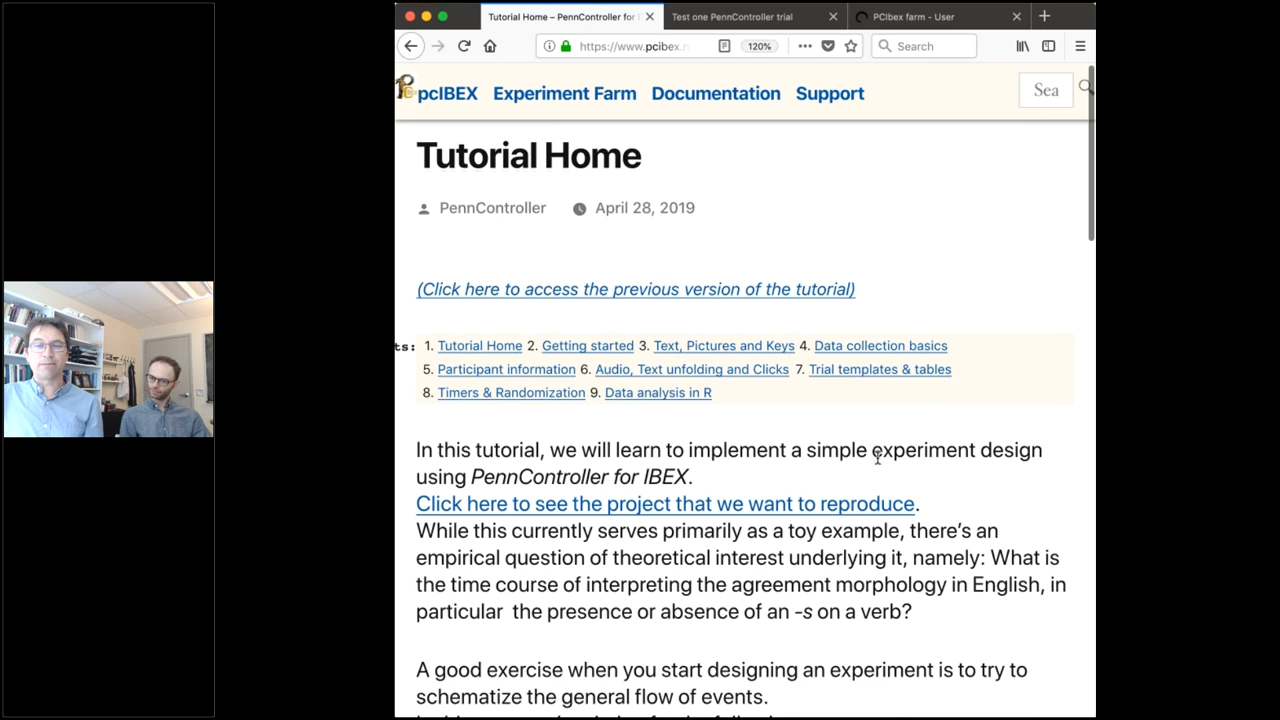 Tutorial Home – PennController for
Test one PennController trial
PCIbex farm - User
https://www.pcibex.
120%
Search
pcIBEX Experiment Farm Documentation Support
Sea
Tutorial Home
PennController April 28, 2019
(Click here to access the previous version of the tutorial)
ts: 1. Tutorial Home 2. Getting started 3. Text, Pictures and Keys 4. Data collection basics
5. Participant information 6. Audio, Text unfolding and Clicks 7. Trial templates & tables
8. Timers & Randomization 9. Data analysis in R
In this tutorial, we will learn to implement a simple experiment design
using PennController for IBEX.
Click here to see the project that we want to reproduce.
While this currently serves primarily as a toy example, there's an
empirical question of theoretical interest underlying it, namely: What is
the time course of interpreting the agreement morphology in English, in
particular the presence or absence of an -s on a verb?
A good exercise when you start designing an experiment is to try to
schematize the general flow of events.